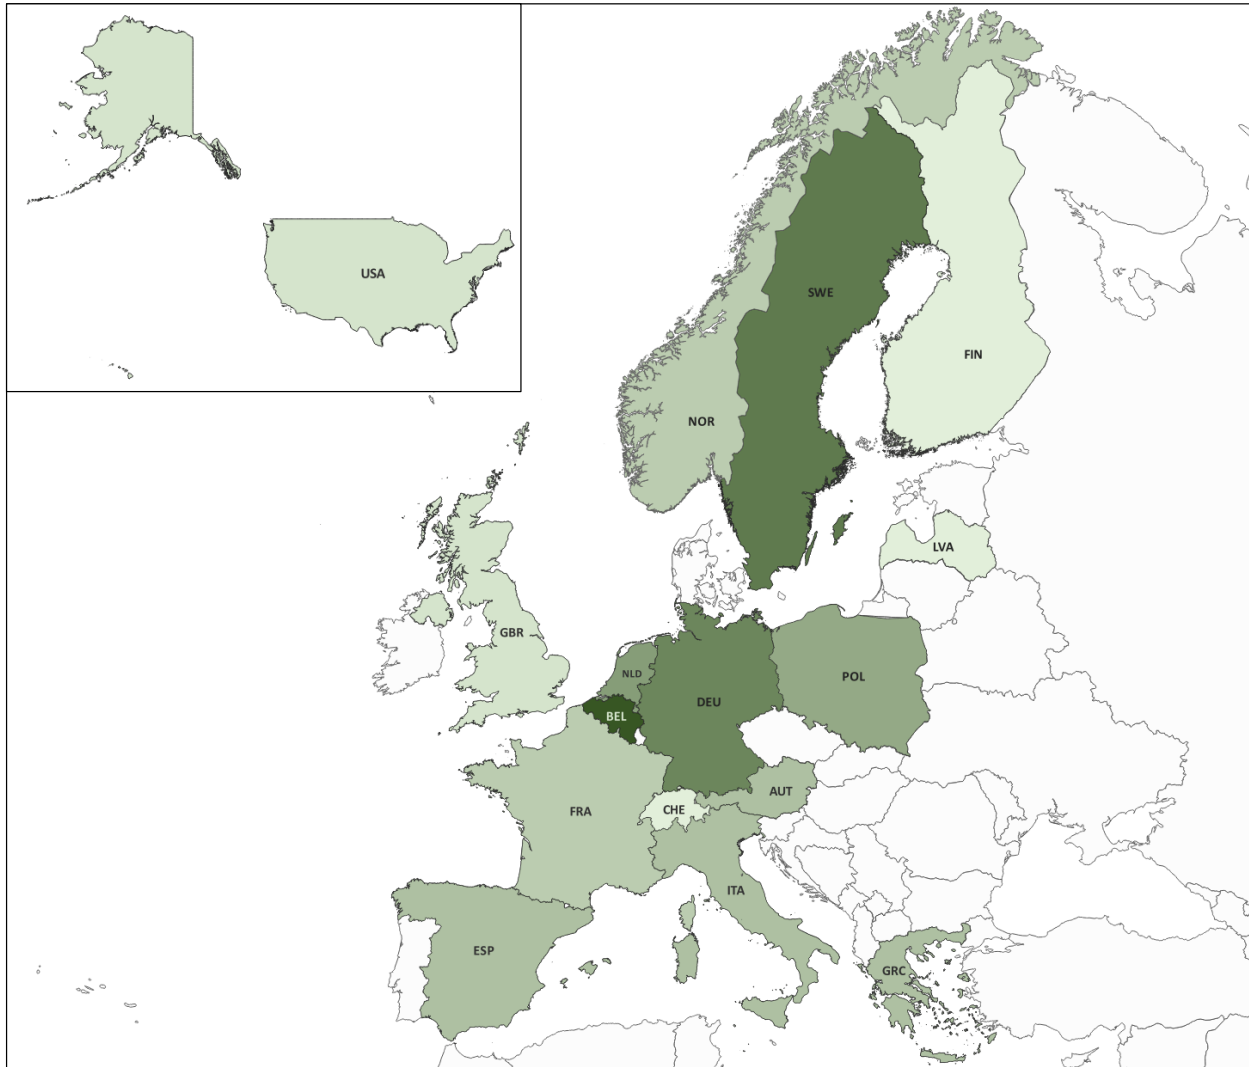 USA
SWE
FIN
NOR
LVA
GBR
NLD
POL
DEU
BEL
AUT
CHE
FRA
ITA
ESP
GRC